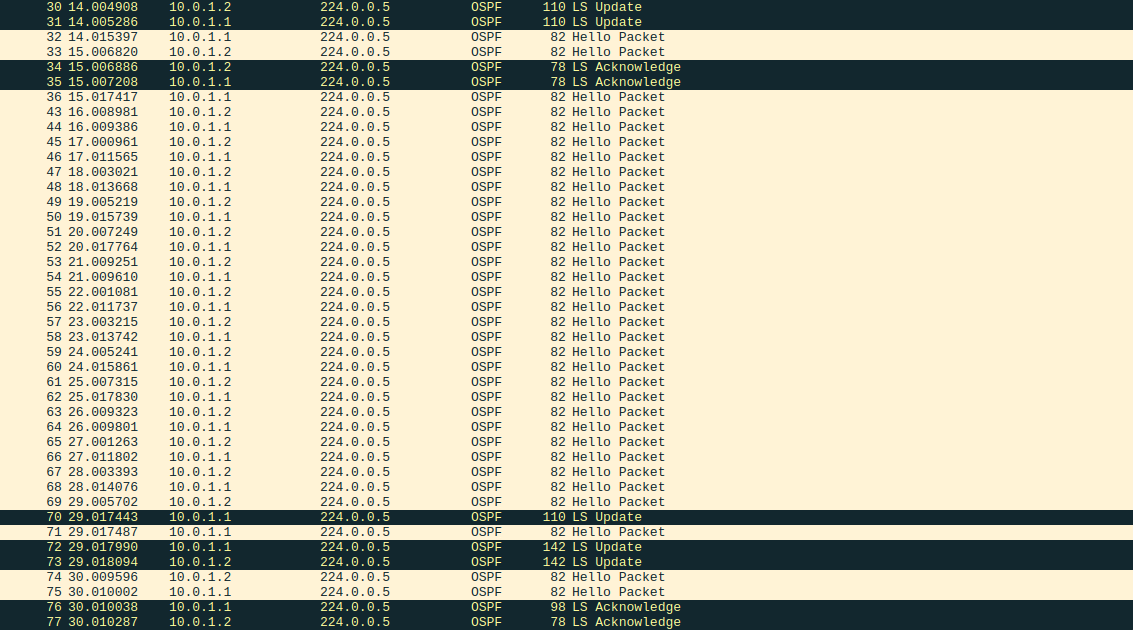 30 14.004908 10.0.1.2 224.0.0.5 OSPF 110 LS Update
31 14.005286 10.0.1.1 224.0.0.5 OSPF 110 LS Update
32 14.015397 10.0.1.1 224.0.0.5 OSPF 82 Hello Packet
33 15.006820 10.0.1.2 224.0.0.5 OSPF 82 Hello Packet
34 15.006886 10.0.1.2 224.0.0.5 OSPF 78 LS Acknowledge
35 15.007208 10.0.1.1 224.0.0.5 OSPF 78 LS Acknowledge
36 15.017417 10.0.1.1 224.0.0.5 OSPF 82 Hello Packet
43 16.008981 10.0.1.2 224.0.0.5 OSPF 82 Hello Packet
44 16.009386 10.0.1.1 224.0.0.5 OSPF 82 Hello Packet
45 17.000961 10.0.1.2 224.0.0.5 OSPF 82 Hello Packet
46 17.011565 10.0.1.1 224.0.0.5 OSPF 82 Hello Packet
47 18.003021 10.0.1.2 224.0.0.5 OSPF 82 Hello Packet
48 18.013668 10.0.1.1 224.0.0.5 OSPF 82 Hello Packet
49 19.005219 10.0.1.2 224.0.0.5 OSPF 82 Hello Packet
50 19.015739 10.0.1.1 224.0.0.5 OSPF 82 Hello Packet
51 20.007249 10.0.1.2 224.0.0.5 OSPF 82 Hello Packet
52 20.017764 10.0.1.1 224.0.0.5 OSPF 82 Hello Packet
53 21.009251 10.0.1.2 224.0.0.5 OSPF 82 Hello Packet
54 21.009610 10.0.1.1 224.0.0.5 OSPF 82 Hello Packet
55 22.001081 10.0.1.2 224.0.0.5 OSPF 82 Hello Packet
56 22.011737 10.0.1.1 224.0.0.5 OSPF 82 Hello Packet
57 23.003215 10.0.1.2 224.0.0.5 OSPF 82 Hello Packet
58 23.013742 10.0.1.1 224.0.0.5 OSPF 82 Hello Packet
59 24.005241 10.0.1.2 224.0.0.5 OSPF 82 Hello Packet
60 24.015861 10.0.1.1 224.0.0.5 OSPF 82 Hello Packet
61 25.007315 10.0.1.2 224.0.0.5 OSPF 82 Hello Packet
62 25.017830 10.0.1.1 224.0.0.5 OSPF 82 Hello Packet
63 26.009323 10.0.1.2 224.0.0.5 OSPF 82 Hello Packet
64 26.009801 10.0.1.1 224.0.0.5 OSPF 82 Hello Packet
65 27.001263 10.0.1.2 224.0.0.5 OSPF 82 Hello Packet
66 27.011802 10.0.1.1 224.0.0.5 OSPF 82 Hello Packet
67 28.003393 10.0.1.2 224.0.0.5 OSPF 82 Hello Packet
68 28.014076 10.0.1.1 224.0.0.5 OSPF 82 Hello Packet
69 29.005702 10.0.1.2 224.0.0.5 OSPF 82 Hello Packet
70 29.017443 10.0.1.1 224.0.0.5 OSPF 110 LS Update
71 29.017487 10.0.1.1 224.0.0.5 OSPF 82 Hello Packet
72 29.017990 10.0.1.1 224.0.0.5 OSPF 142 LS Update
73 29.018094 10.0.1.2 224.0.0.5 OSPF 142 LS Update
74 30.009596 10.0.1.2 224.0.0.5 OSPF 82 Hello Packet
75 30.010002 10.0.1.1 224.0.0.5 OSPF 82 Hello Packet
76 30.010038 10.0.1.1 224.0.0.5 OSPF 98 LS Acknowledge
77 30.010287 10.0.1.2 224.0.0.5 OSPF 78 LS Acknowledge